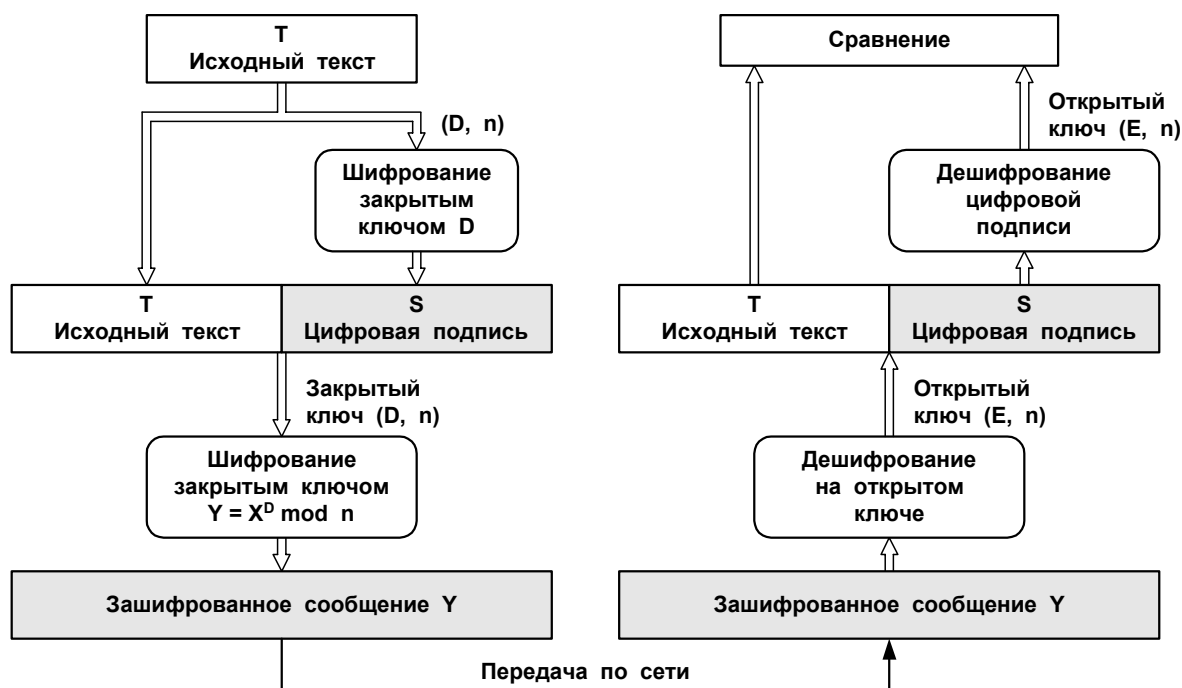 T
Исходный текст
(D, n)
Шифрование
закрытым
ключом D
T
Исходный текст
S
Цифровая подпись
Закрытый
ключ (D, n)
Шифрование
закрытым ключом
Y = X^D mod n
Зашифрованное сообщение Y
Передача по сети
Сравнение
Открытый
ключ (E, n)
Дешифрование
цифровой
подписи
T
Исходный текст
S
Цифровая подпись
Открытый
ключ (E, n)
Дешифрование
на открытом
ключе
Зашифрованное сообщение Y